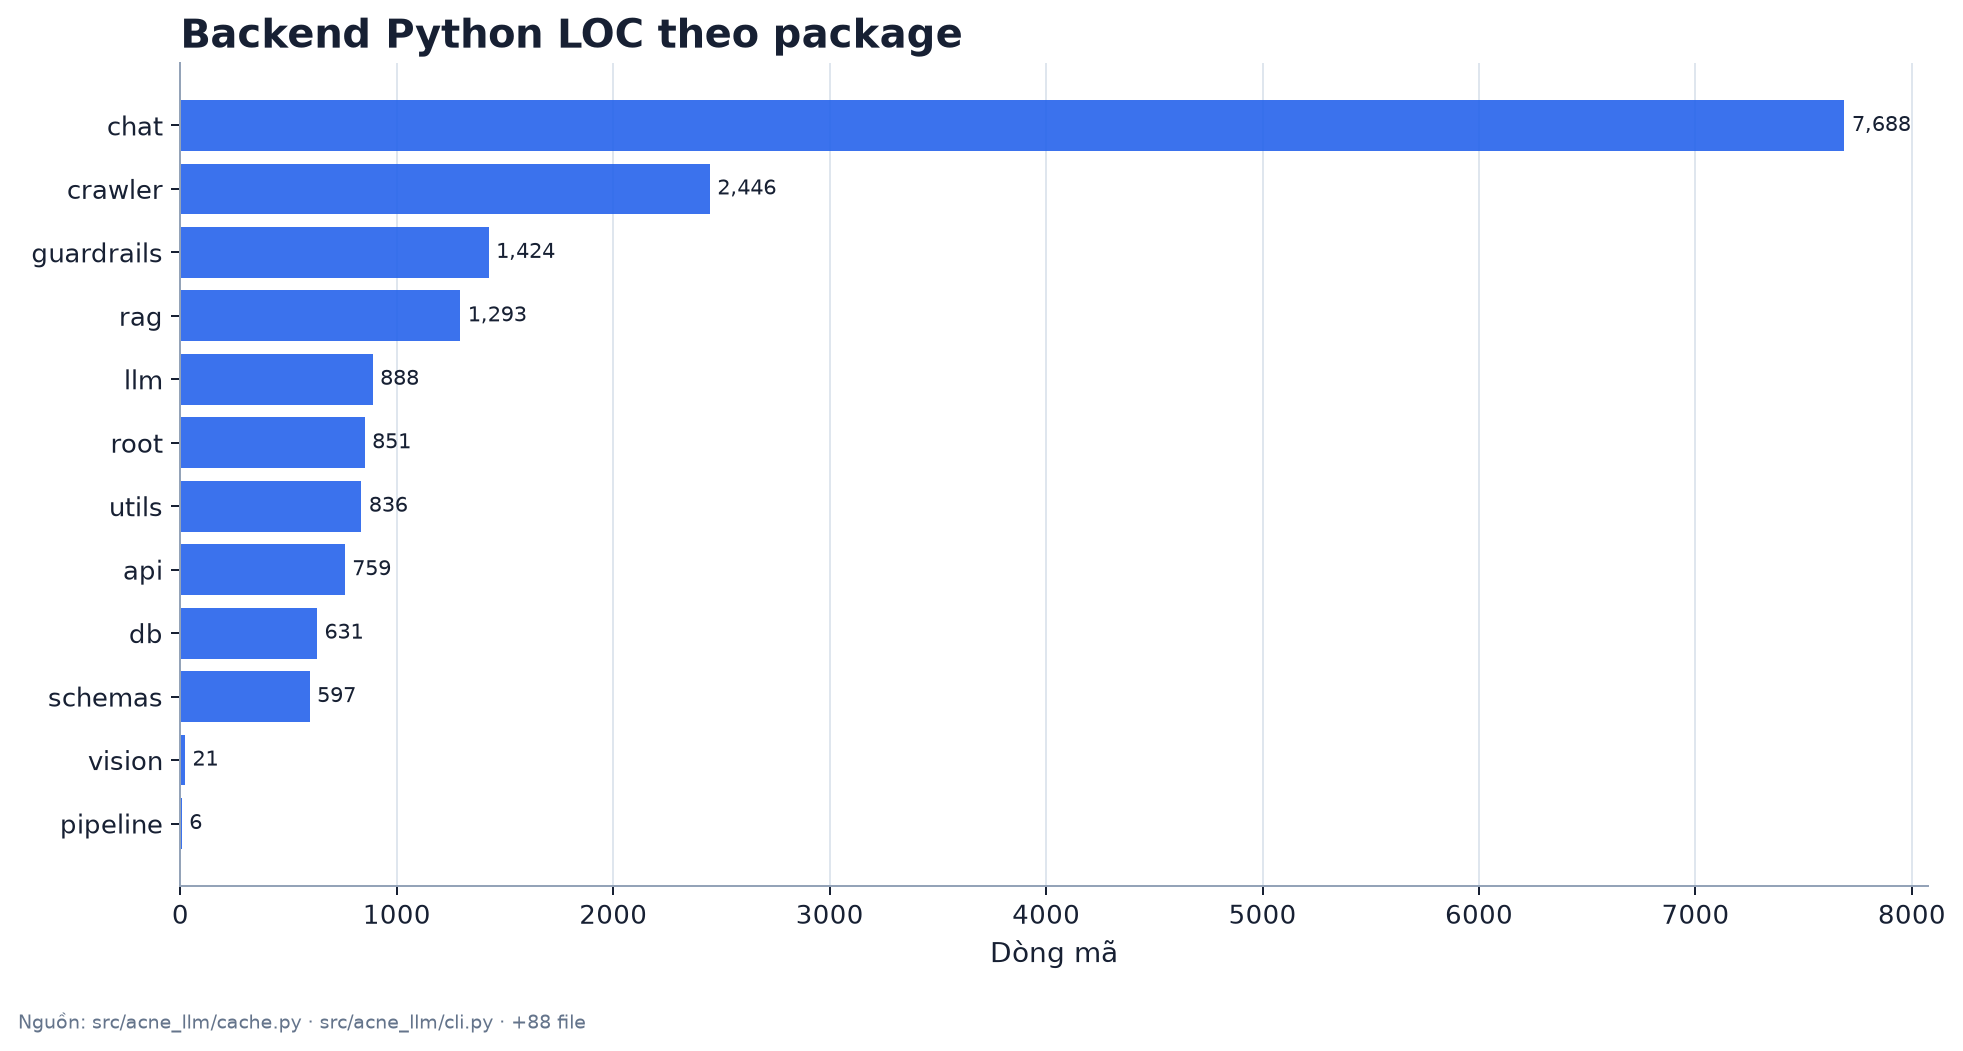 Backend Python LOC theo package
chat 7,688
crawler 2,446
guardrails 1,424
rag 1,293
llm 888
root 851
utils 836
api 759
db 631
schemas 597
vision 21
pipeline 6
0 1000 2000 3000 4000 5000 6000 7000 8000
Dòng mã
Nguồn: src/acne_llm/cache.py · src/acne_llm/cli.py · +88 file